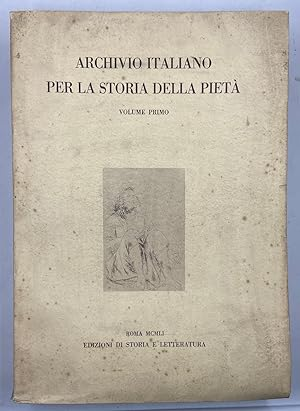 ARCHIVIO ITALIANO
PER LA STORIA DELLA PIETÀ
VOLUME PRIMO
ROMA MCMLI
EDIZIONI DI STORIA E LETTERATURA